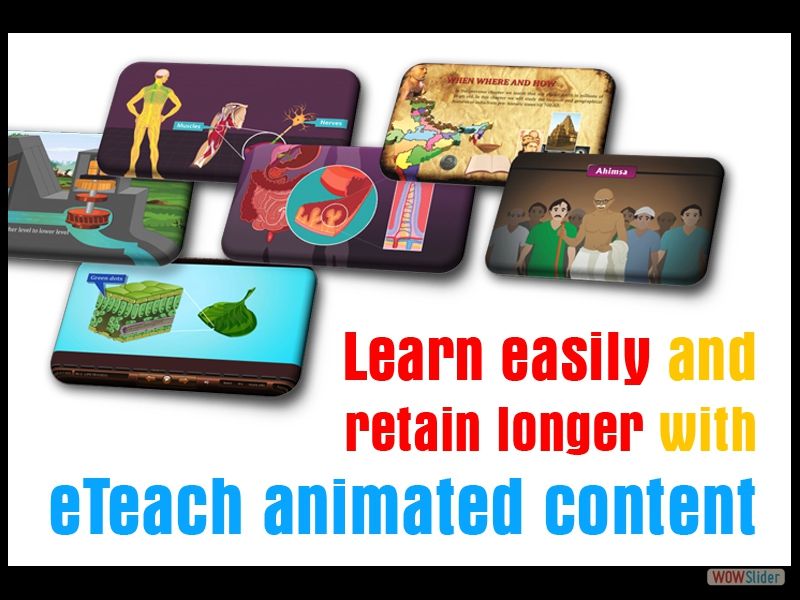 Muscles
Nerves
WHEN WHERE AND HOW
Ahimsa
her level to lower level
Green dots
Learn easily and
retain longer with
eTeach animated content
WOWSlider